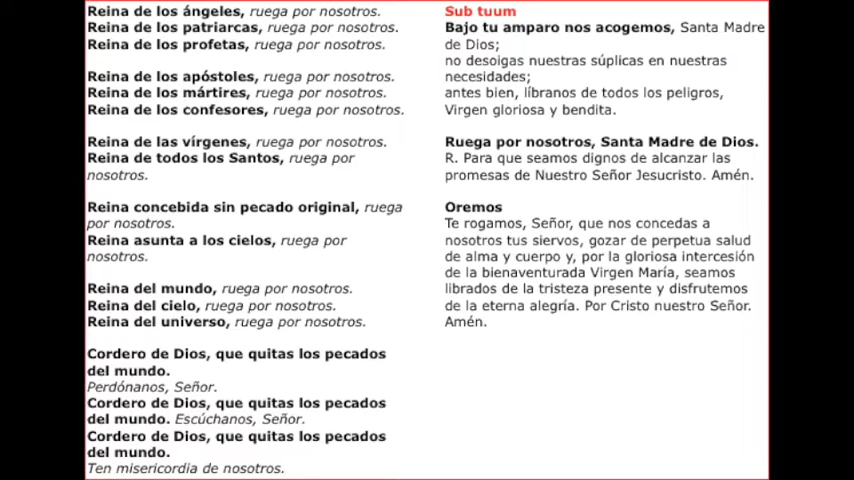 Reina de los ángeles, ruega por nosotros.
Reina de los patriarcas, ruega por nosotros.
Reina de los profetas, ruega por nosotros.
Reina de los apóstoles, ruega por nosotros.
Reina de los mártires, ruega por nosotros.
Reina de los confesores, ruega por nosotros.
Reina de las vírgenes, ruega por nosotros.
Reina de todos los Santos, ruega por
nosotros.
Reina concebida sin pecado original, ruega
por nosotros.
Reina asunta a los cielos, ruega por
nosotros.
Reina del mundo, ruega por nosotros.
Reina del cielo, ruega por nosotros.
Reina del universo, ruega por nosotros.
Cordero de Dios, que quitas los pecados
del mundo.
Perdónanos, Señor.
Cordero de Dios, que quitas los pecados
del mundo. Escúchanos, Señor.
Cordero de Dios, que quitas los pecados
del mundo.
Ten misericordia de nosotros.
Sub tuum
Bajo tu amparo nos acogemos, Santa Madre
de Dios;
no desoigas nuestras súplicas en nuestras
necesidades;
antes bien, líbranos de todos los peligros,
Virgen gloriosa y bendita.
Ruega por nosotros, Santa Madre de Dios.
R. Para que seamos dignos de alcanzar las
promesas de Nuestro Señor Jesucristo. Amén.
Oremos
Te rogamos, Señor, que nos concedas a
nosotros tus siervos, gozar de perpetua salud
de alma y cuerpo y, por la gloriosa intercesión
de la bienaventurada Virgen María, seamos
librados de la tristeza presente y disfrutemos
de la eterna alegría. Por Cristo nuestro Señor.
Amén.